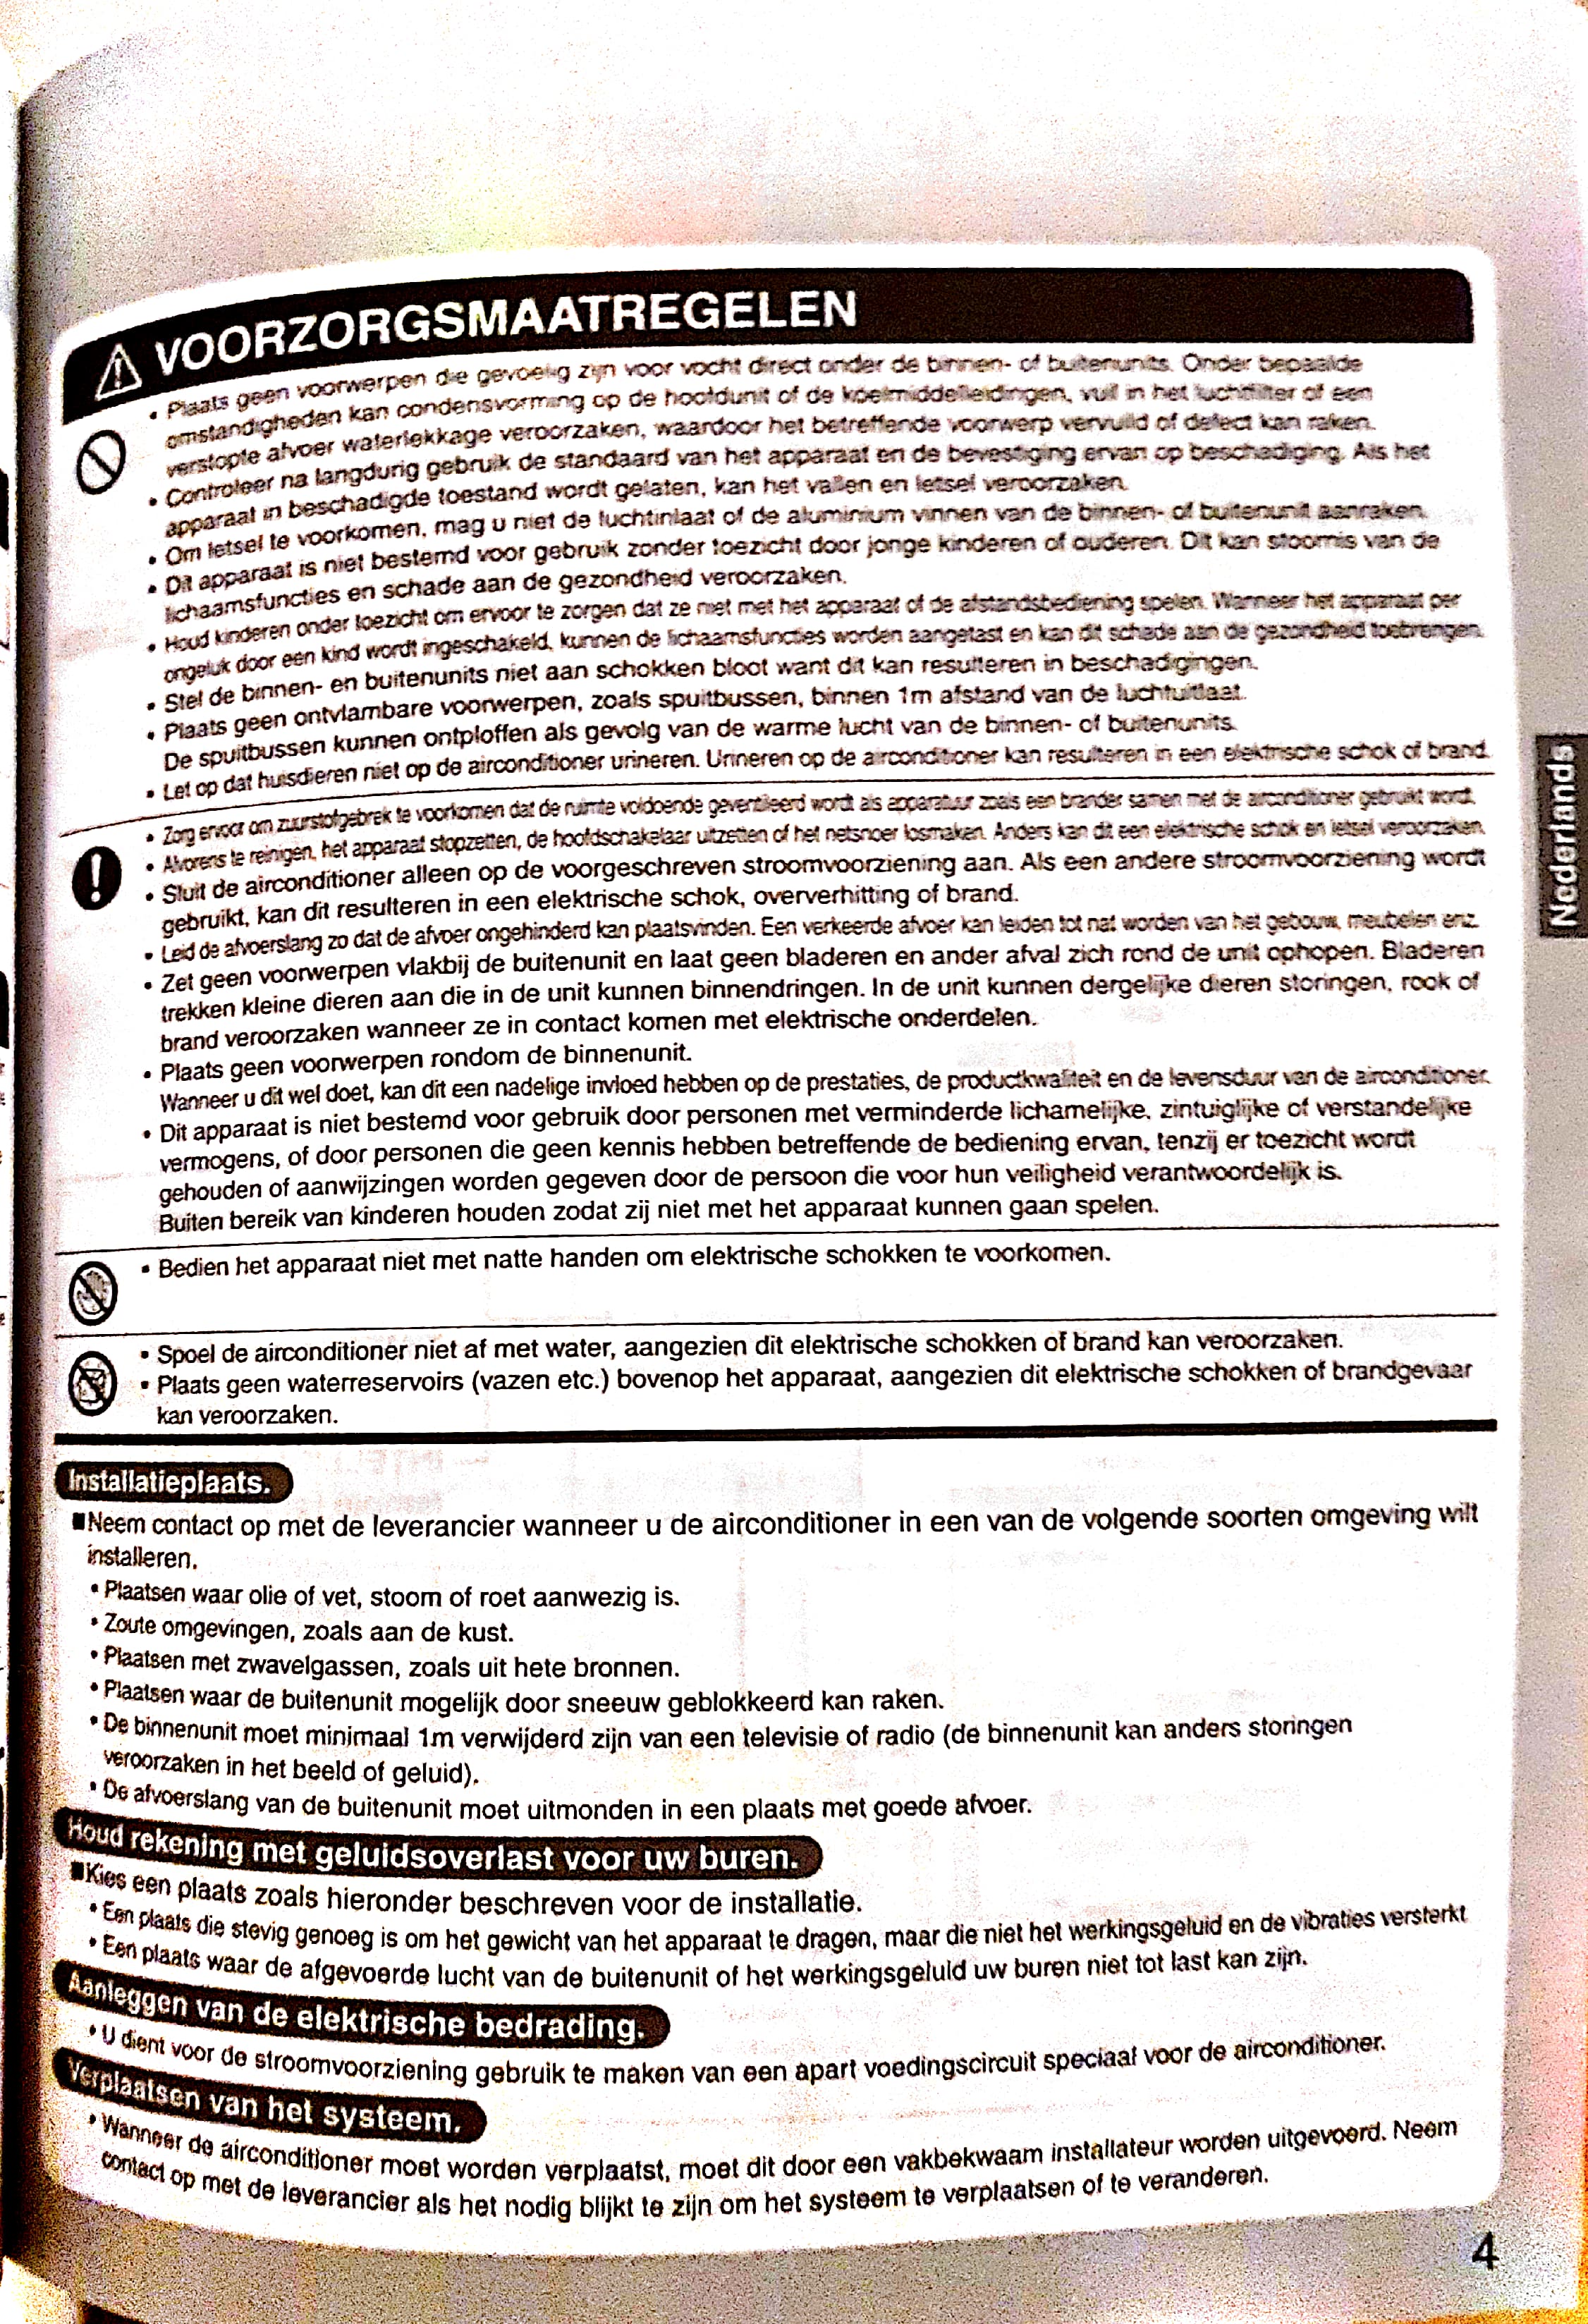 VOORZORGSMAATREGELEN
• Plaats geen voorwerpen die gevoelig zijn voor vocht direct onder de binnen- of buitenunits. Onder bepaalde
omstandigheden kan condensvorming op de hoofdunit of de koelmiddelleidingen, vuil in het luchtfilter of een
verstopte afvoer waterlekkage veroorzaken, waardoor het betreffende voorwerp vervuild of defect kan raken.
• Controleer na langdurig gebruik de standaard van het apparaat en de bevestiging ervan op beschadiging. Als het
apparaat in beschadigde toestand wordt gelaten, kan het vallen en letsel veroorzaken.
• Om letsel te voorkomen, mag u niet de luchtinlaat of de aluminium vinnen van de binnen- of buitenunit aanraken.
• Dit apparaat is niet bestemd voor gebruik zonder toezicht door jonge kinderen of ouderen. Dit kan stoornis van de
lichaamsfuncties en schade aan de gezondheid veroorzaken.
• Houd kinderen onder toezicht om ervoor te zorgen dat ze niet met het apparaat of de afstandsbediening spelen. Wanneer het apparaat per
ongeluk door een kind wordt ingeschakeld, kunnen de lichaamsfuncties worden aangetast en kan dit schade aan de gezondheid toebrengen.
• Stel de binnen- en buitenunits niet aan schokken bloot want dit kan resulteren in beschadigingen.
• Plaats geen ontvlambare voorwerpen, zoals spuitbussen, binnen 1m afstand van de luchtuitlaat.
De spuitbussen kunnen ontploffen als gevolg van de warme lucht van de binnen- of buitenunits.
• Let op dat huisdieren niet op de airconditioner urineren. Urineren op de airconditioner kan resulteren in een elektrische schok of brand.
• Zorg ervoor om zuurstofgebrek te voorkomen dat de ruimte voldoende geventileerd wordt als apparatuur zoals een brander samen met de airconditioner gebruikt wordt.
• Alvorens te reinigen, het apparaat stopzetten, de hoofdschakelaar uitzetten of het netsnoer losmaken. Anders kan dit een elektrische schok en letsel veroorzaken.
• Sluit de airconditioner alleen op de voorgeschreven stroomvoorziening aan. Als een andere stroomvoorziening wordt
gebruikt, kan dit resulteren in een elektrische schok, oververhitting of brand.
• Leid de afvoerslang zo dat de afvoer ongehinderd kan plaatsvinden. Een verkeerde afvoer kan leiden tot nat worden van het gebouw, meubelen enz.
• Zet geen voorwerpen vlakbij de buitenunit en laat geen bladeren en ander afval zich rond de unit ophopen. Bladeren
trekken kleine dieren aan die in de unit kunnen binnendringen. In de unit kunnen dergelijke dieren storingen, rook of
brand veroorzaken wanneer ze in contact komen met elektrische onderdelen.
• Plaats geen voorwerpen rondom de binnenunit.
Wanneer u dit wel doet, kan dit een nadelige invloed hebben op de prestaties, de productkwaliteit en de levensduur van de airconditioner.
• Dit apparaat is niet bestemd voor gebruik door personen met verminderde lichamelijke, zintuiglijke of verstandelijke
vermogens, of door personen die geen kennis hebben betreffende de bediening ervan, tenzij er toezicht wordt
gehouden of aanwijzingen worden gegeven door de persoon die voor hun veiligheid verantwoordelijk is.
Buiten bereik van kinderen houden zodat zij niet met het apparaat kunnen gaan spelen.
• Bedien het apparaat niet met natte handen om elektrische schokken te voorkomen.
• Spoel de airconditioner niet af met water, aangezien dit elektrische schokken of brand kan veroorzaken.
• Plaats geen waterreservoirs (vazen etc.) bovenop het apparaat, aangezien dit elektrische schokken of brandgevaar
kan veroorzaken.
Installatieplaats.
■Neem contact op met de leverancier wanneer u de airconditioner in een van de volgende soorten omgeving wilt
installeren.
• Plaatsen waar olie of vet, stoom of roet aanwezig is.
• Zoute omgevingen, zoals aan de kust.
• Plaatsen met zwavelgassen, zoals uit hete bronnen.
• Plaatsen waar de buitenunit mogelijk door sneeuw geblokkeerd kan raken.
• De binnenunit moet minimaal 1m verwijderd zijn van een televisie of radio (de binnenunit kan anders storingen
veroorzaken in het beeld of geluid).
• De afvoerslang van de buitenunit moet uitmonden in een plaats met goede afvoer.
Houd rekening met geluidsoverlast voor uw buren.
■Kies een plaats zoals hieronder beschreven voor de installatie.
• Een plaats die stevig genoeg is om het gewicht van het apparaat te dragen, maar die niet het werkingsgeluid en de vibraties versterkt
• Een plaats waar de afgevoerde lucht van de buitenunit of het werkingsgeluid uw buren niet tot last kan zijn.
Aanleggen van de elektrische bedrading.
• U dient voor de stroomvoorziening gebruik te maken van een apart voedingscircuit speciaal voor de airconditioner.
Verplaatsen van het systeem.
• Wanneer de airconditioner moet worden verplaatst, moet dit door een vakbekwaam installateur worden uitgevoerd. Neem
contact op met de leverancier als het nodig blijkt te zijn om het systeem te verplaatsen of te veranderen.
Nederlands
4